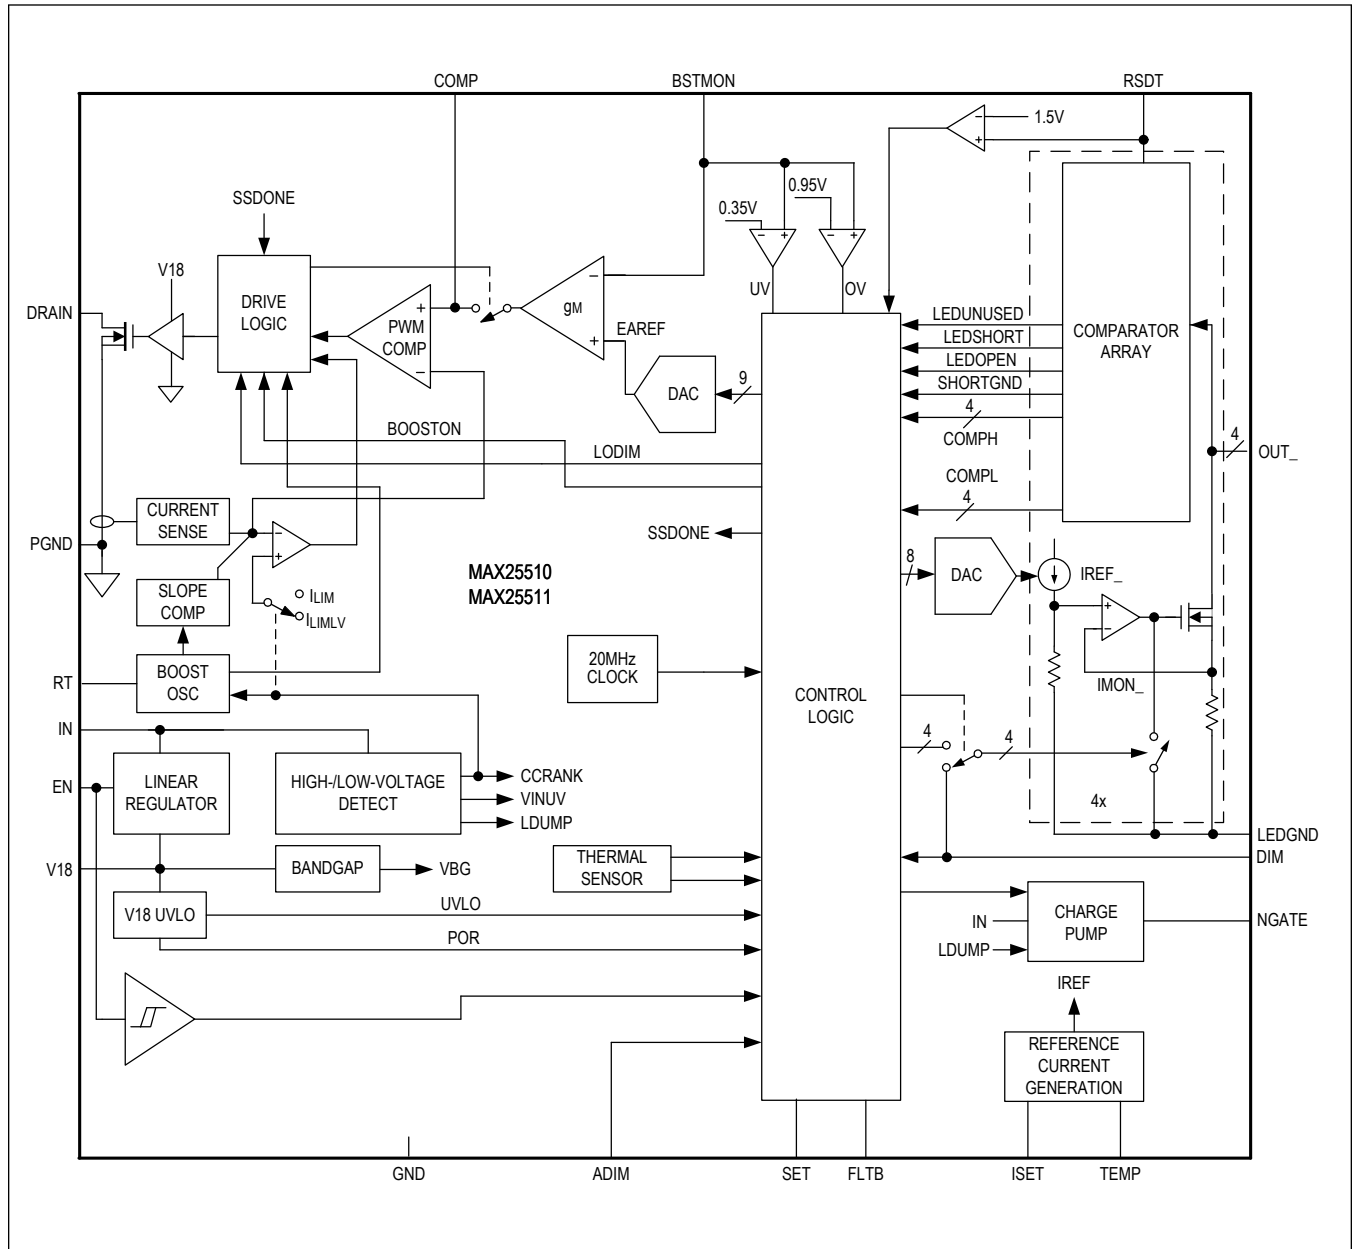 COMP
BSTMON
RSDT
1.5V
SSDONE
0.35V
0.95V
V18
UV
OV
DRAIN
DRIVE
LOGIC
PWM
COMP
gM
EAREF
DAC
9
LEDUNUSED
LEDSHORT
LEDOPEN
SHORTGND
4
COMPH
COMPL
4
COMPARATOR
ARRAY
4
OUT_
BOOSTON
LODIM
CURRENT
SENSE
PGND
SSDONE
MAX25510
MAX25511
8
DAC
IREF_
SLOPE
COMP
ILIM
ILIMLV
RT
BOOST
OSC
20MHz
CLOCK
CONTROL
LOGIC
IMON_
IN
EN
LINEAR
REGULATOR
HIGH-/LOW-VOLTAGE
DETECT
CCRANK
VINUV
LDUMP
4
4
4x
LEDGND
DIM
V18
BANDGAP
VBG
THERMAL
SENSOR
V18 UVLO
UVLO
POR
IN
LDUMP
CHARGE
PUMP
NGATE
IREF
REFERENCE
CURRENT
GENERATION
GND
ADIM
SET
FLTB
ISET
TEMP
+
−
−
+
−
+
−
+
−
+
−
+
+
−